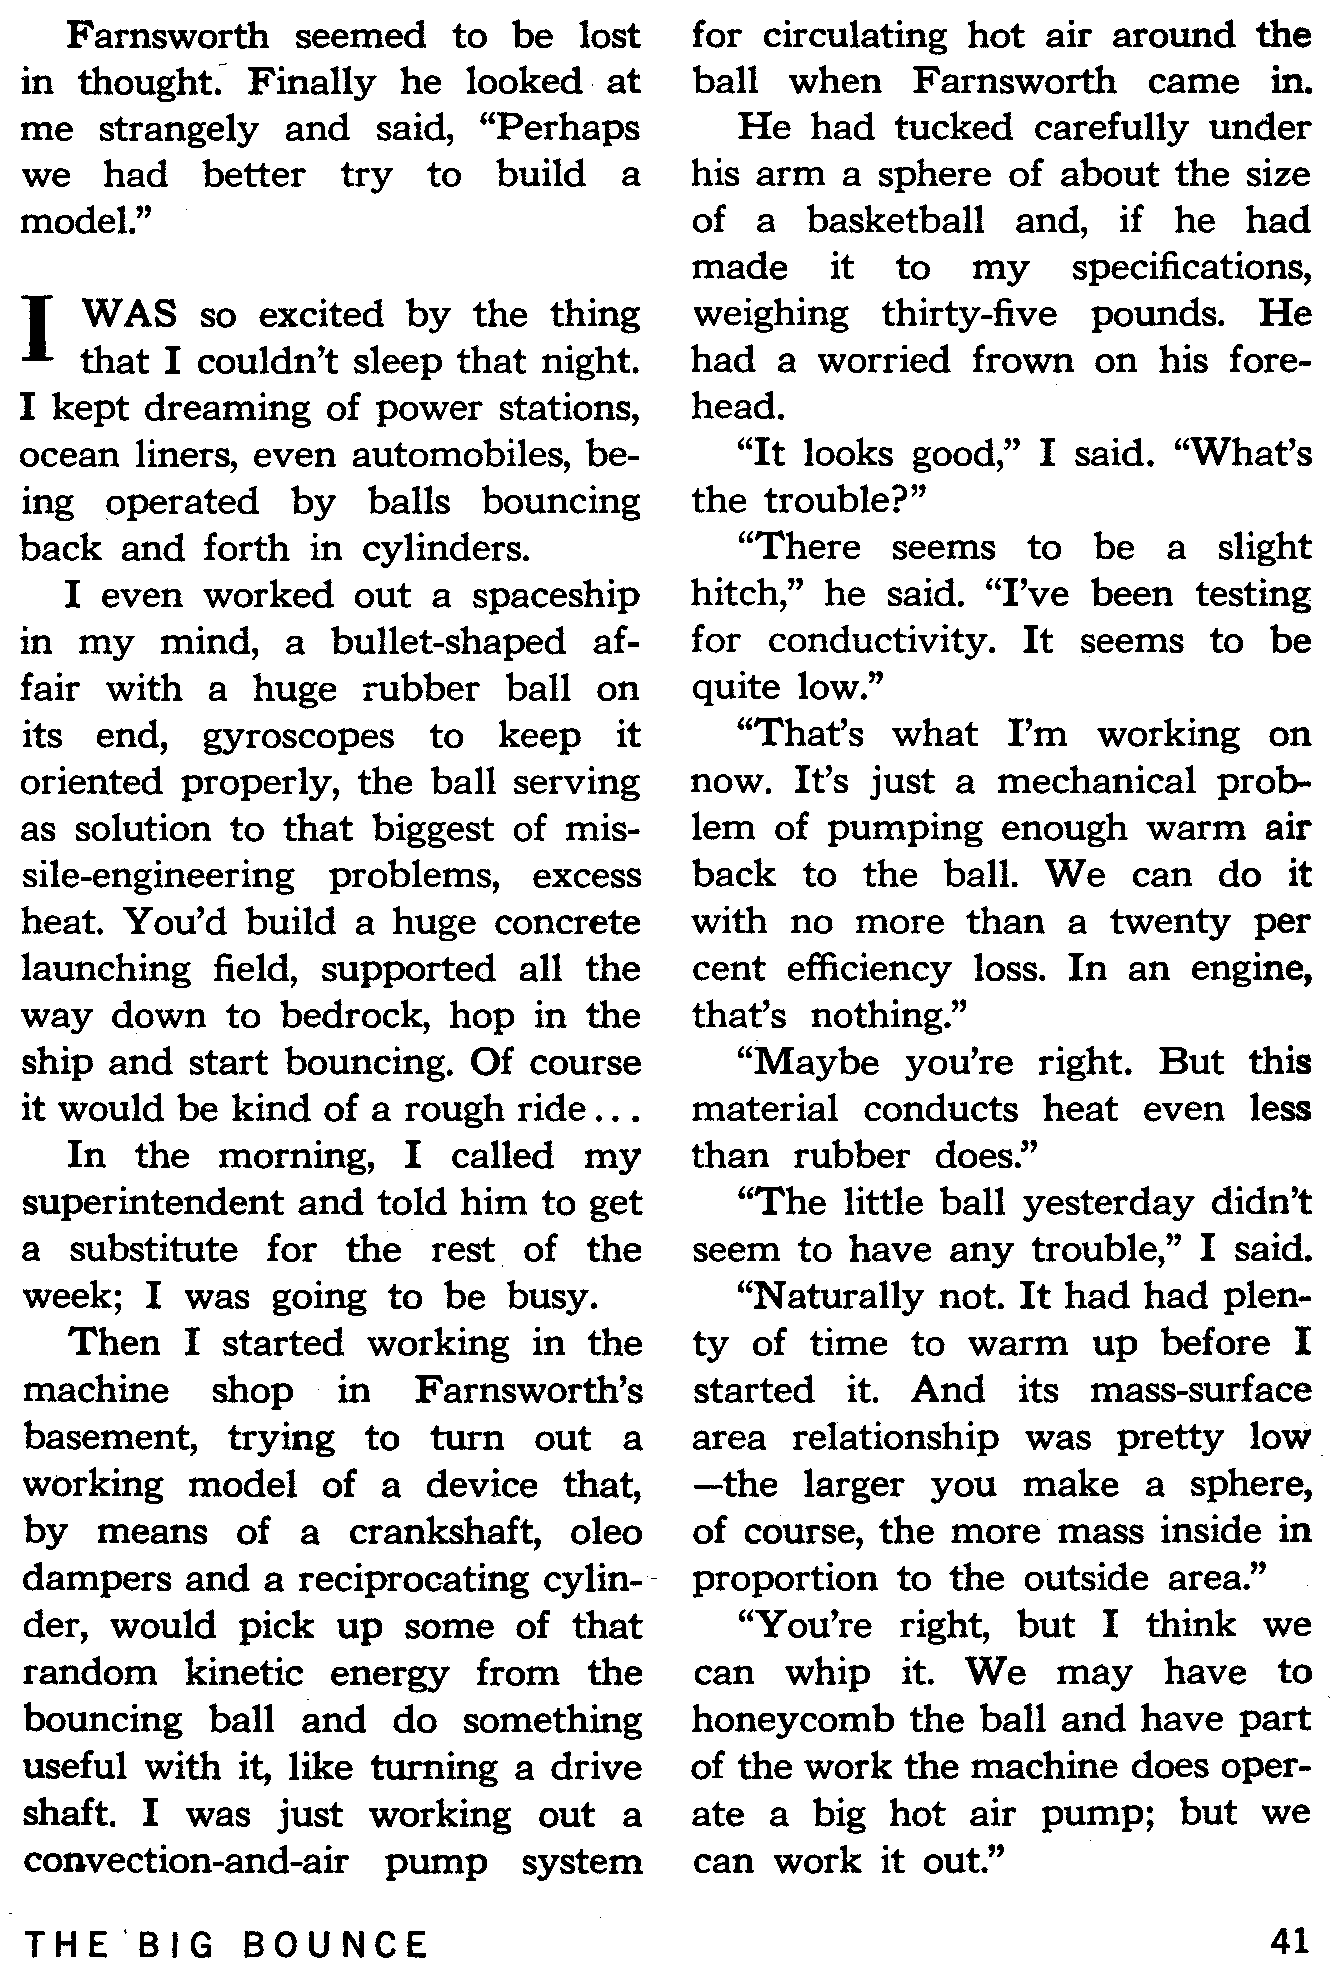 Farnsworth seemed to be lost
in thought. Finally he looked at
me strangely and said, “Perhaps
we had better try to build a
model.”
I WAS so excited by the thing
that I couldn’t sleep that night.
I kept dreaming of power stations,
ocean liners, even automobiles, be-
ing operated by balls bouncing
back and forth in cylinders.
I even worked out a spaceship
in my mind, a bullet-shaped af-
fair with a huge rubber ball on
its end, gyroscopes to keep it
oriented properly, the ball serving
as solution to that biggest of mis-
sile-engineering problems, excess
heat. You’d build a huge concrete
launching field, supported all the
way down to bedrock, hop in the
ship and start bouncing. Of course
it would be kind of a rough ride...
In the morning, I called my
superintendent and told him to get
a substitute for the rest of the
week; I was going to be busy.
Then I started working in the
machine shop in Farnsworth’s
basement, trying to turn out a
working model of a device that,
by means of a crankshaft, oleo
dampers and a reciprocating cylin-
der, would pick up some of that
random kinetic energy from the
bouncing ball and do something
useful with it, like turning a drive
shaft. I was just working out a
convection-and-air pump system
for circulating hot air around the
ball when Farnsworth came in.
He had tucked carefully under
his arm a sphere of about the size
of a basketball and, if he had
made it to my specifications,
weighing thirty-five pounds. He
had a worried frown on his fore-
head.
“It looks good,” I said. “What’s
the trouble?”
“There seems to be a slight
hitch,” he said. “I’ve been testing
for conductivity. It seems to be
quite low.”
“That’s what I’m working on
now. It’s just a mechanical prob-
lem of pumping enough warm air
back to the ball. We can do it
with no more than a twenty per
cent efficiency loss. In an engine,
that’s nothing.”
“Maybe you’re right. But this
material conducts heat even less
than rubber does.”
“The little ball yesterday didn’t
seem to have any trouble,” I said.
“Naturally not. It had had plen-
ty of time to warm up before I
started it. And its mass-surface
area relationship was pretty low
—the larger you make a sphere,
of course, the more mass inside in
proportion to the outside area.”
“You’re right, but I think we
can whip it. We may have to
honeycomb the ball and have part
of the work the machine does oper-
ate a big hot air pump; but we
can work it out.”
THE BIG BOUNCE
41